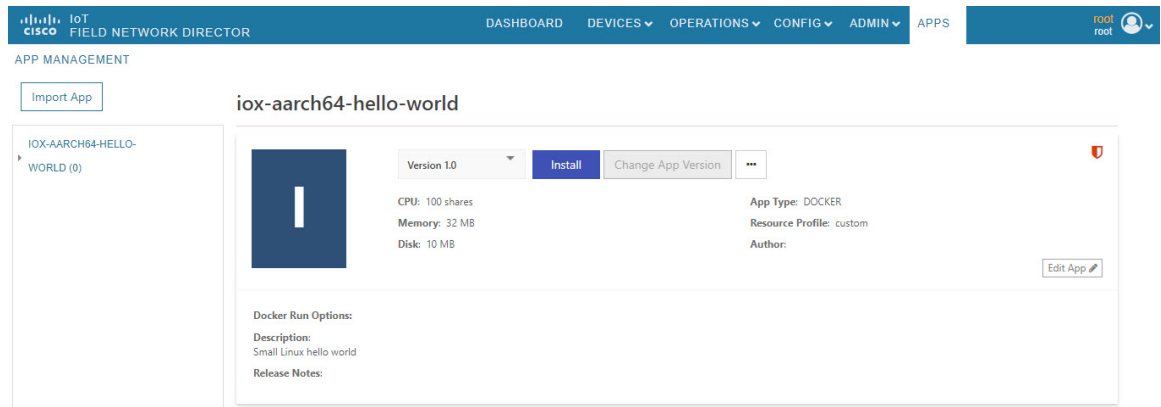 IoT
CISCO FIELD NETWORK DIRECTOR
DASHBOARD DEVICES OPERATIONS CONFIG ADMIN APPS
root
root
APP MANAGEMENT
Import App
IOX-AARCH64-HELLO-
WORLD (0)
iox-aarch64-hello-world
I
Version 1.0 Install Change App Version ...
CPU: 100 shares
Memory: 32 MB
Disk: 10 MB
App Type: DOCKER
Resource Profile: custom
Author:
Edit App
Docker Run Options:
Description:
Small Linux hello world
Release Notes: